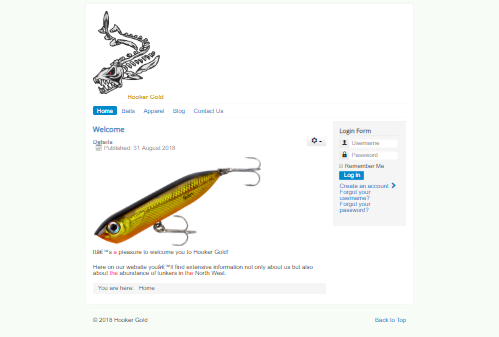 Hooker Gold
Home Baits Apparel Blog Contact Us
Welcome
Details
Published: 31 August 2018
Itâ€™s a pleasure to welcome you to Hooker Gold!
Here on our website youâ€™ll find extensive information not only about us but also
about the abundance of lunkers in the North West.
You are here: Home
Login Form
Username
Password
Remember Me
Log in
Create an account
Forgot your
username?
Forgot your
password?
© 2018 Hooker Gold
Back to Top